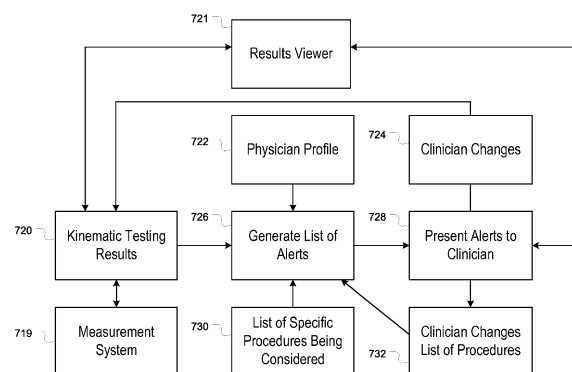 721
Results Viewer
722
Physician Profile
724
Clinician Changes
720
Kinematic Testing
Results
726
Generate List of
Alerts
728
Present Alerts to
Clinician
719
Measurement
System
730
List of Specific
Procedures Being
Considered
732
Clinician Changes
List of Procedures